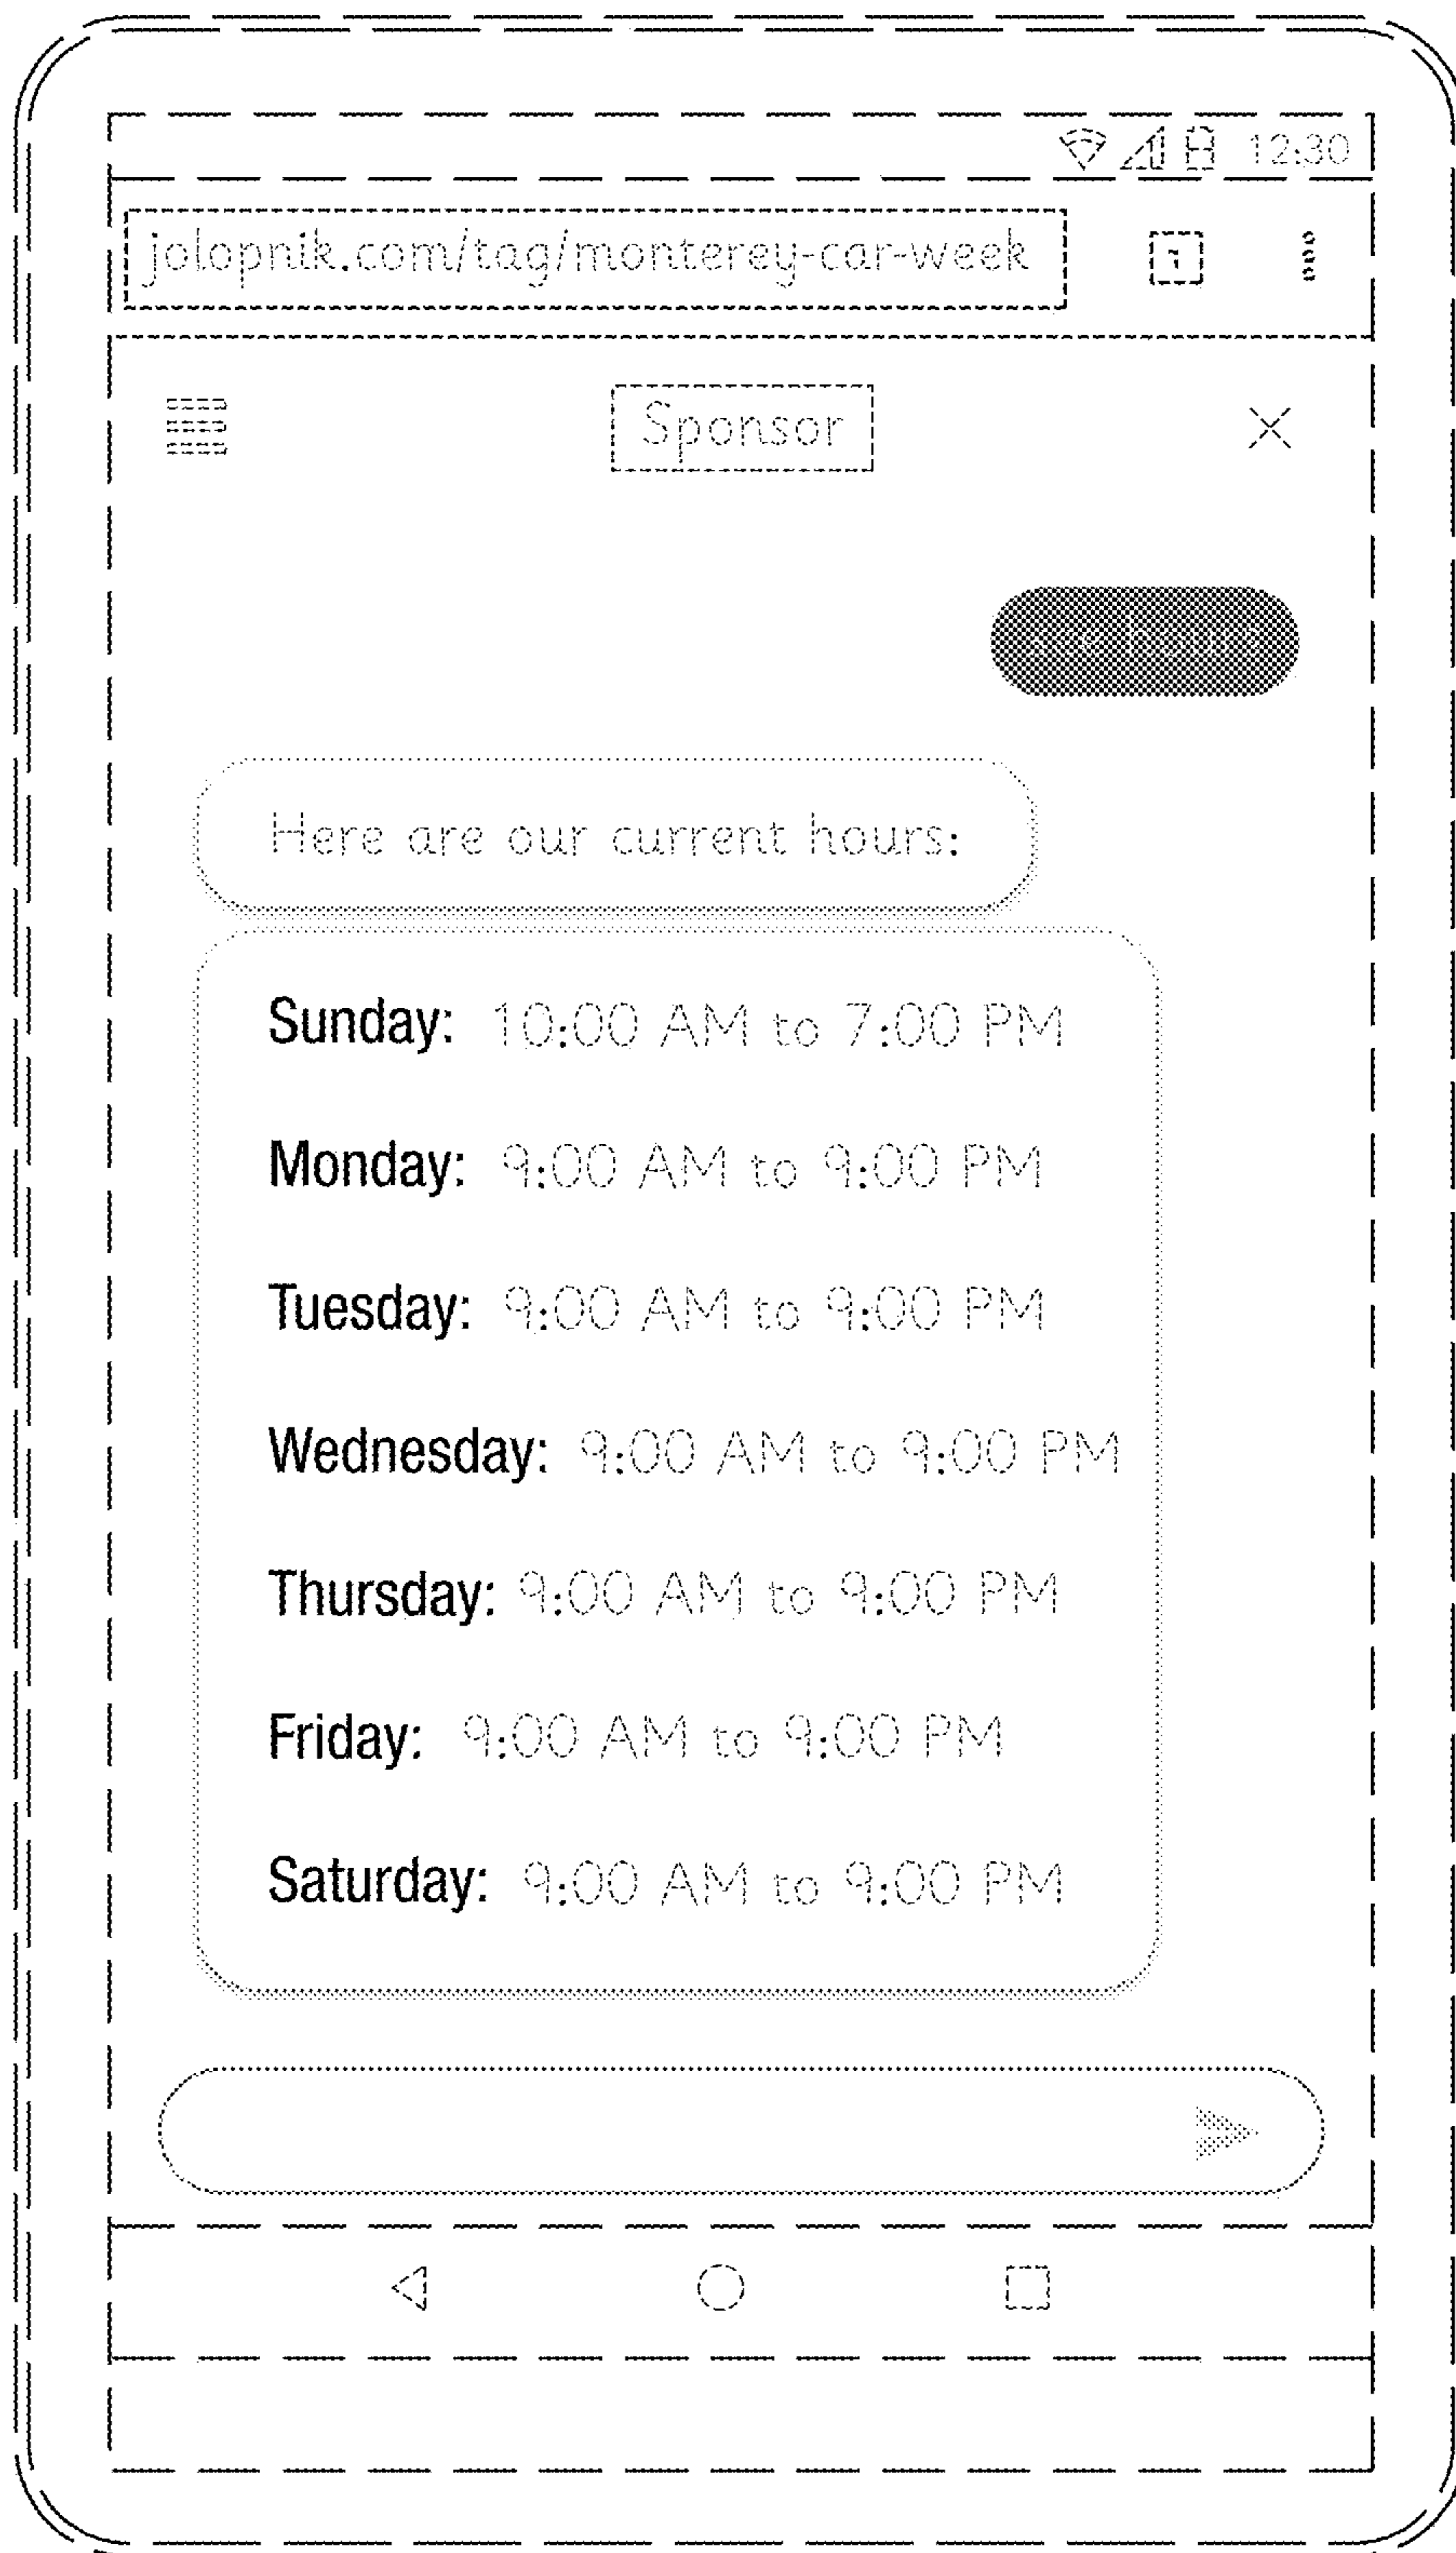 12:30
jolopnik.com/tag/monterey-car-week
1
Sponsor
hours
Here are our current hours:
Sunday: 10:00 AM to 7:00 PM
Monday: 9:00 AM to 9:00 PM
Tuesday: 9:00 AM to 9:00 PM
Wednesday: 9:00 AM to 9:00 PM
Thursday: 9:00 AM to 9:00 PM
Friday: 9:00 AM to 9:00 PM
Saturday: 9:00 AM to 9:00 PM